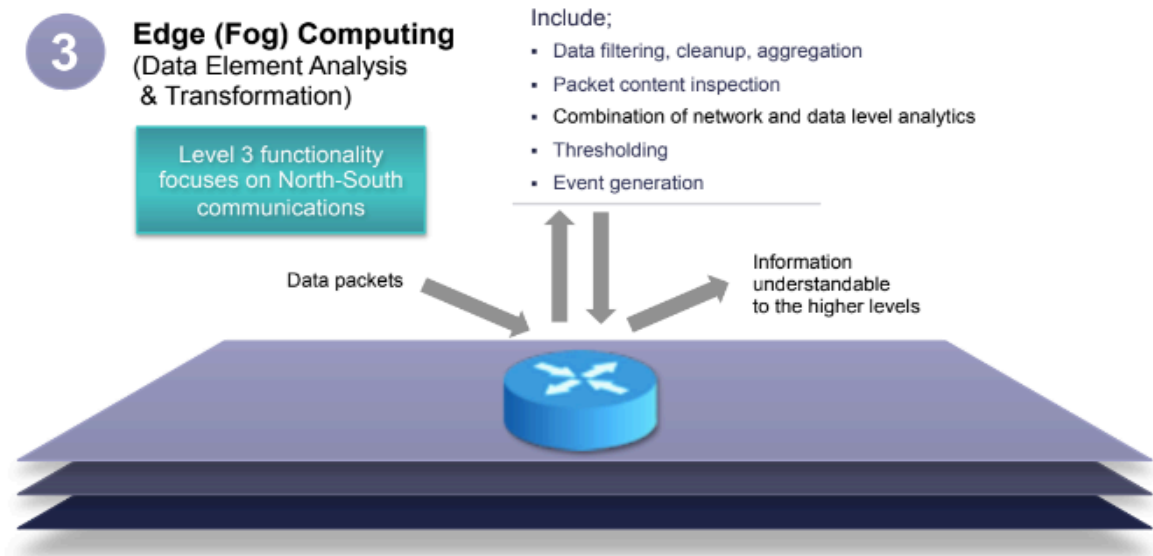 3
Edge (Fog) Computing
(Data Element Analysis
& Transformation)
Level 3 functionality
focuses on North-South
communications
Include;
▪ Data filtering, cleanup, aggregation
▪ Packet content inspection
▪ Combination of network and data level analytics
▪ Thresholding
▪ Event generation
Data packets
Information
understandable
to the higher levels